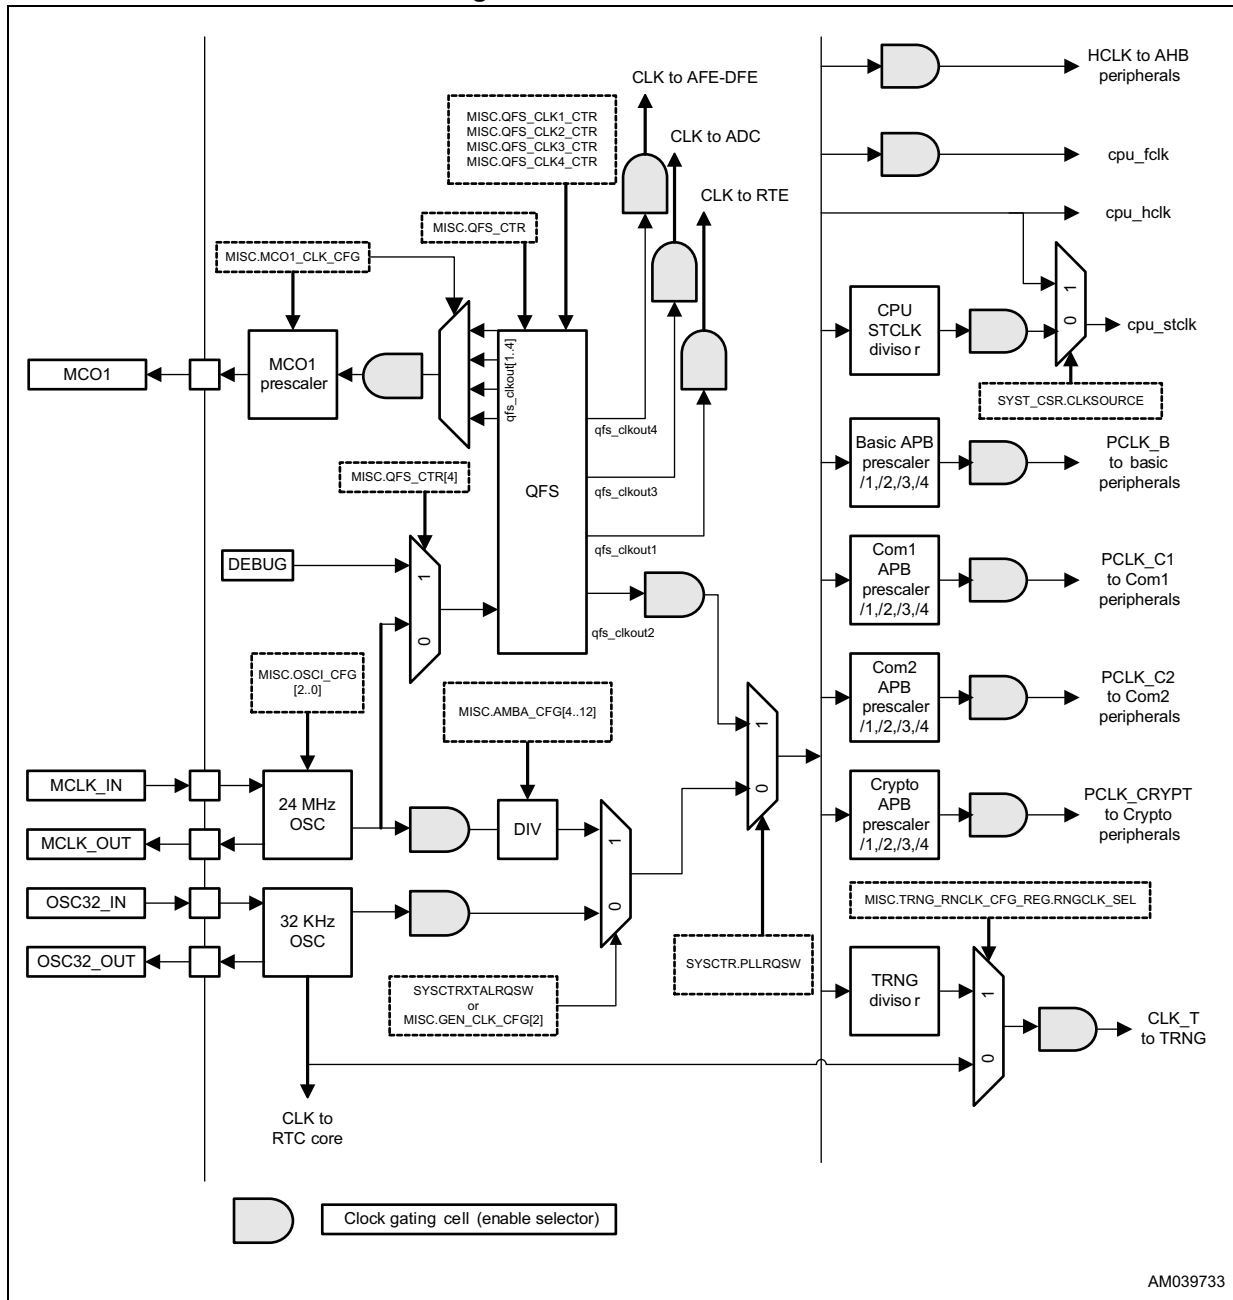 g
HCLK to AHB
peripherals
CLK to AFE-DFE
MISC.QFS_CLK1_CTR
MISC.QFS_CLK2_CTR
MISC.QFS_CLK3_CTR
MISC.QFS_CLK4_CTR
CLK to ADC
cpu_fclk
CLK to RTE
cpu_hclk
MISC.QFS_CTR
MISC.MCO1_CLK_CFG
1
0
CPU
STCLK
divisor
cpu_stclk
MCO1
MCO1
prescaler
qfs_clkout[1..4]
SYST_CSR.CLKSOURCE
qfs_clkout4
Basic APB
prescaler
/1,/2,/3,/4
PCLK_B
to basic
peripherals
MISC.QFS_CTR[4]
QFS
qfs_clkout3
qfs_clkout1
DEBUG
1
0
Com1
APB
prescaler
/1,/2,/3,/4
PCLK_C1
to Com1
peripherals
qfs_clkout2
MISC.OSCI_CFG
[2..0]
MISC.AMBA_CFG[4..12]
Com2
APB
prescaler
/1,/2,/3,/4
PCLK_C2
to Com2
peripherals
1
0
MCLK_IN
24 MHz
OSC
MCLK_OUT
DIV
1
0
Crypto
APB
prescaler
/1,/2,/3,/4
PCLK_CRYPT
to Crypto
peripherals
OSC32_IN
32 KHz
OSC
OSC32_OUT
MISC.TRNG_RNCLK_CFG_REG.RNGCLK_SEL
SYSCTRXTALRQSW
or
MISC.GEN_CLK_CFG[2]
SYSCTR.PLLRQSW
TRNG
divisor
1
0
CLK_T
to TRNG
CLK to
RTC core
Clock gating cell (enable selector)
AM039733